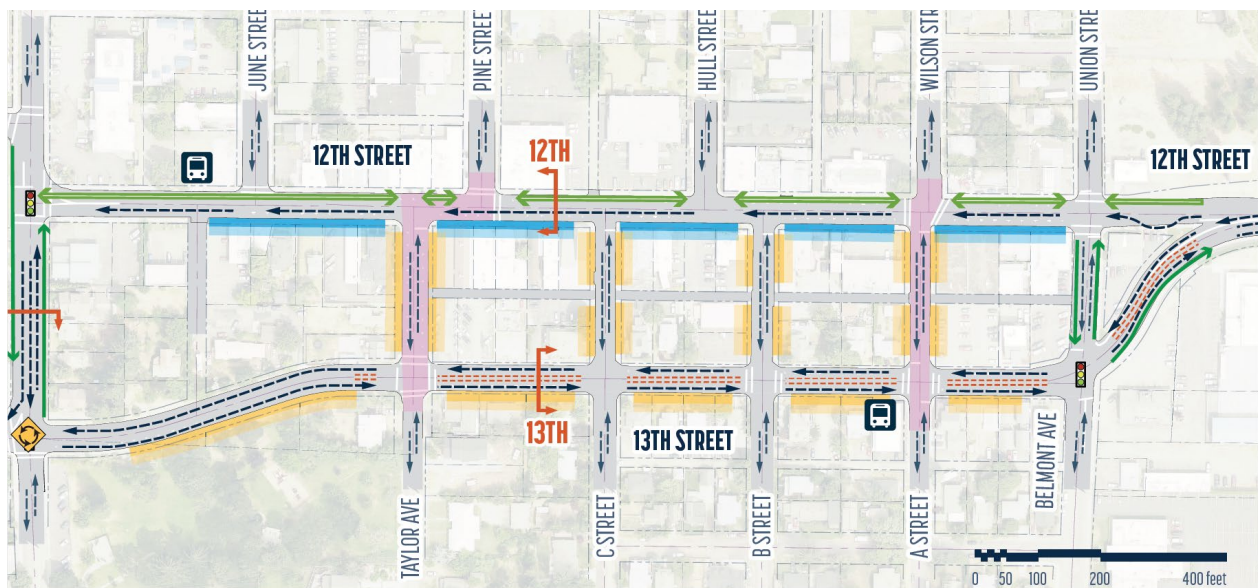 JUNE STREET
PINE STREET
HULL STREET
WILSON STREET
UNION STREET
12TH STREET
12TH
12TH STREET
13TH
13TH STREET
TAYLOR AVE
C STREET
B STREET
A STREET
BELMONT AVE
0 50 100 200 400 feet